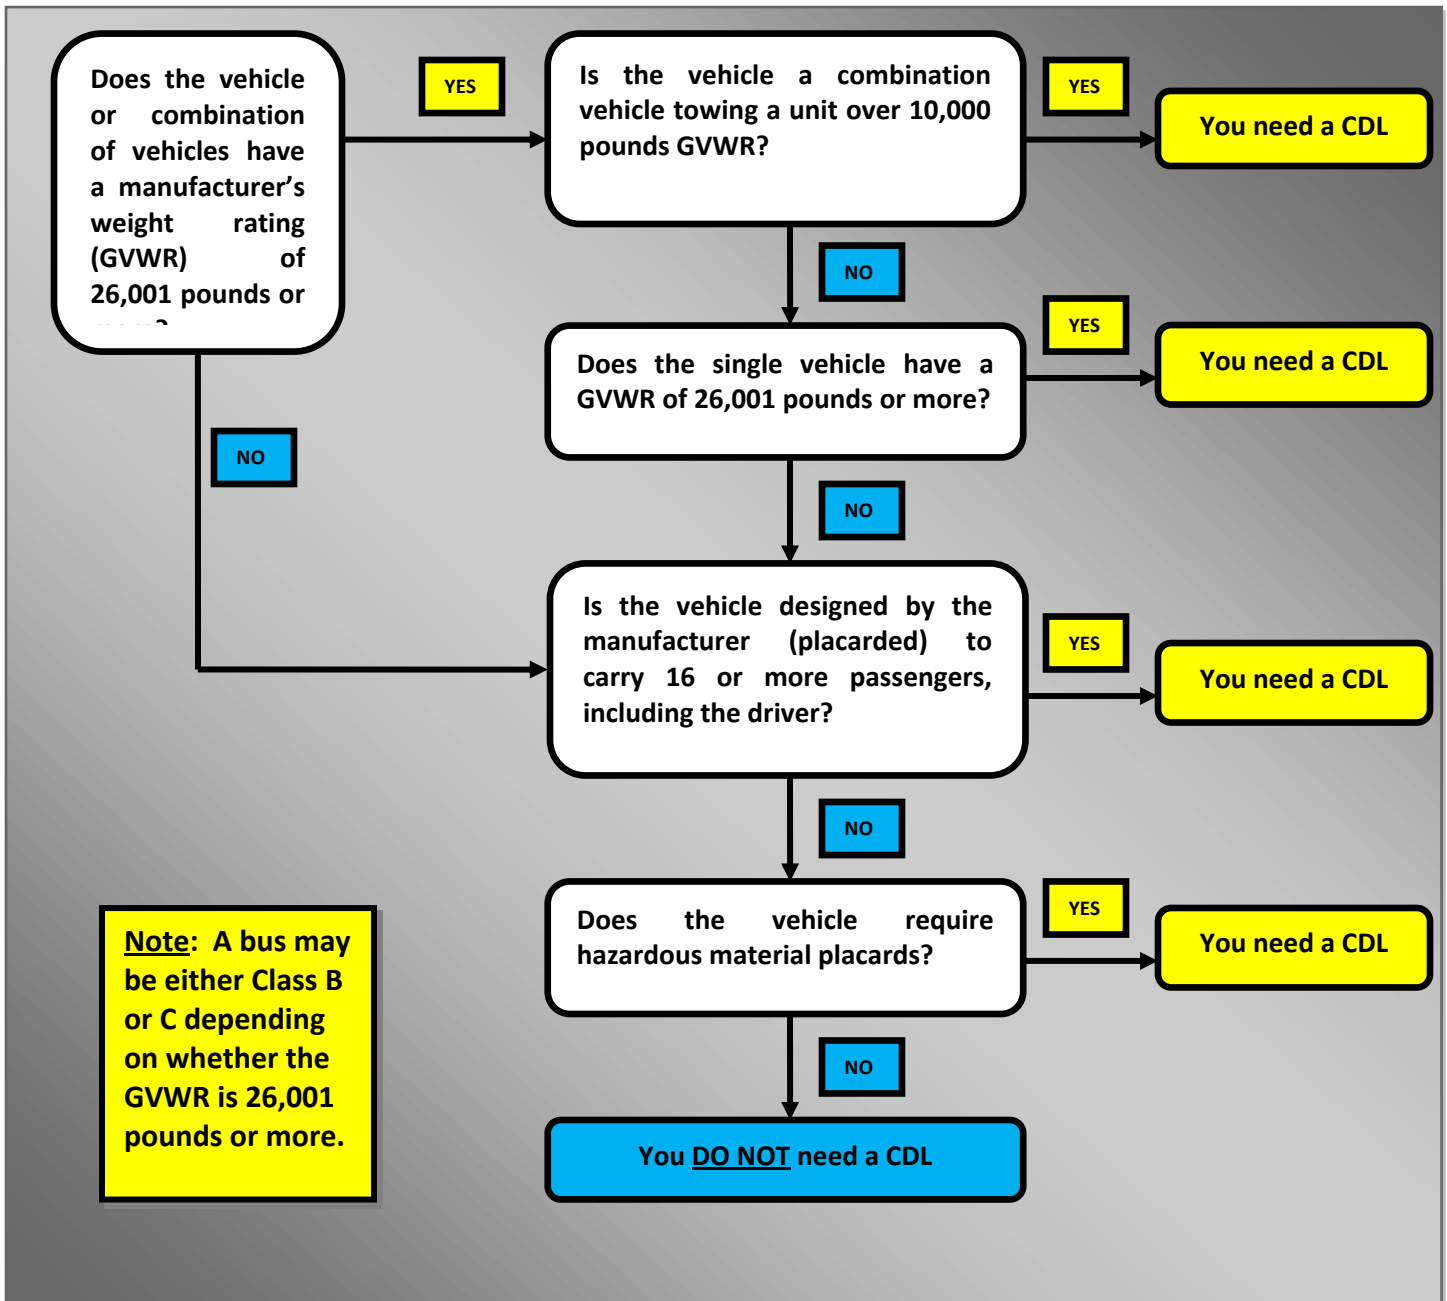 Does the vehicle
or combination
of vehicles have
a manufacturer’s
weight rating
(GVWR) of
26,001 pounds or
more?
YES
Is the vehicle a combination
vehicle towing a unit over 10,000
pounds GVWR?
YES
You need a CDL
NO
Does the single vehicle have a
GVWR of 26,001 pounds or more?
YES
You need a CDL
NO
NO
Is the vehicle designed by the
manufacturer (placarded) to
carry 16 or more passengers,
including the driver?
YES
You need a CDL
NO
Does the vehicle require
hazardous material placards?
YES
You need a CDL
NO
You DO NOT need a CDL
Note: A bus may
be either Class B
or C depending
on whether the
GVWR is 26,001
pounds or more.